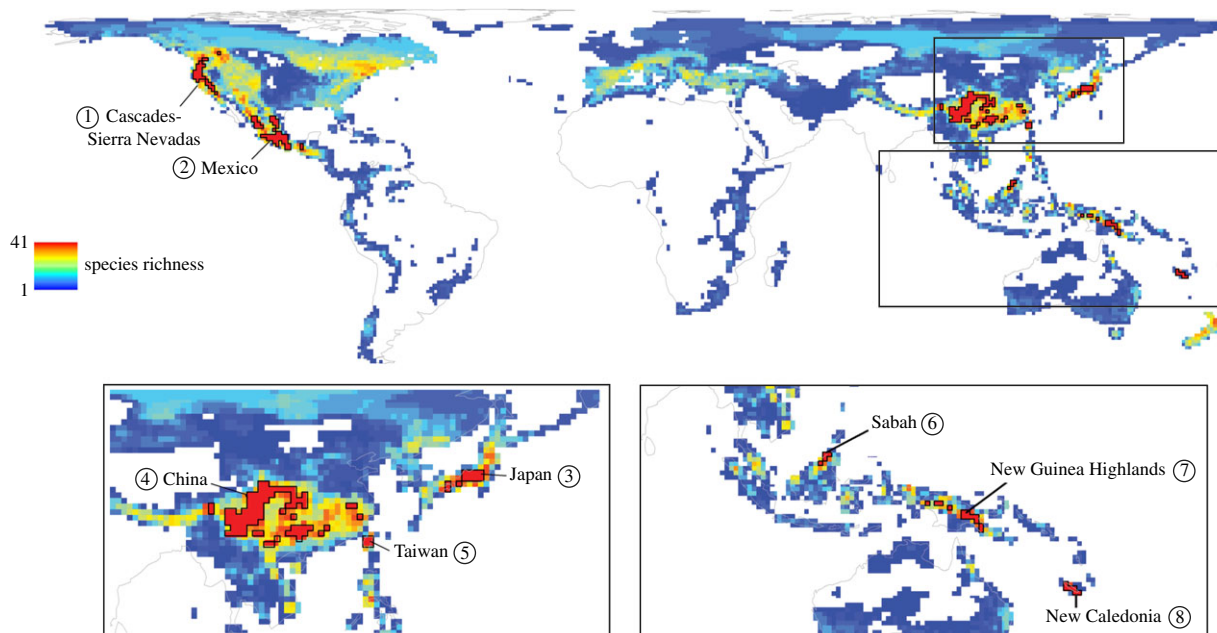 ① Cascades-
Sierra Nevadas
② Mexico
41
1
species richness
④ China
Japan ③
Taiwan ⑤
Sabah ⑥
New Guinea Highlands ⑦
New Caledonia ⑧